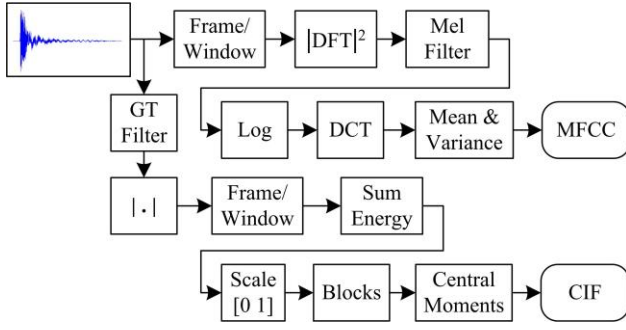 Frame/
Window
|DFT|²
Mel
Filter
GT
Filter
Log
DCT
Mean &
Variance
MFCC
|.|
Frame/
Window
Sum
Energy
Scale
[0 1]
Blocks
Central
Moments
CIF